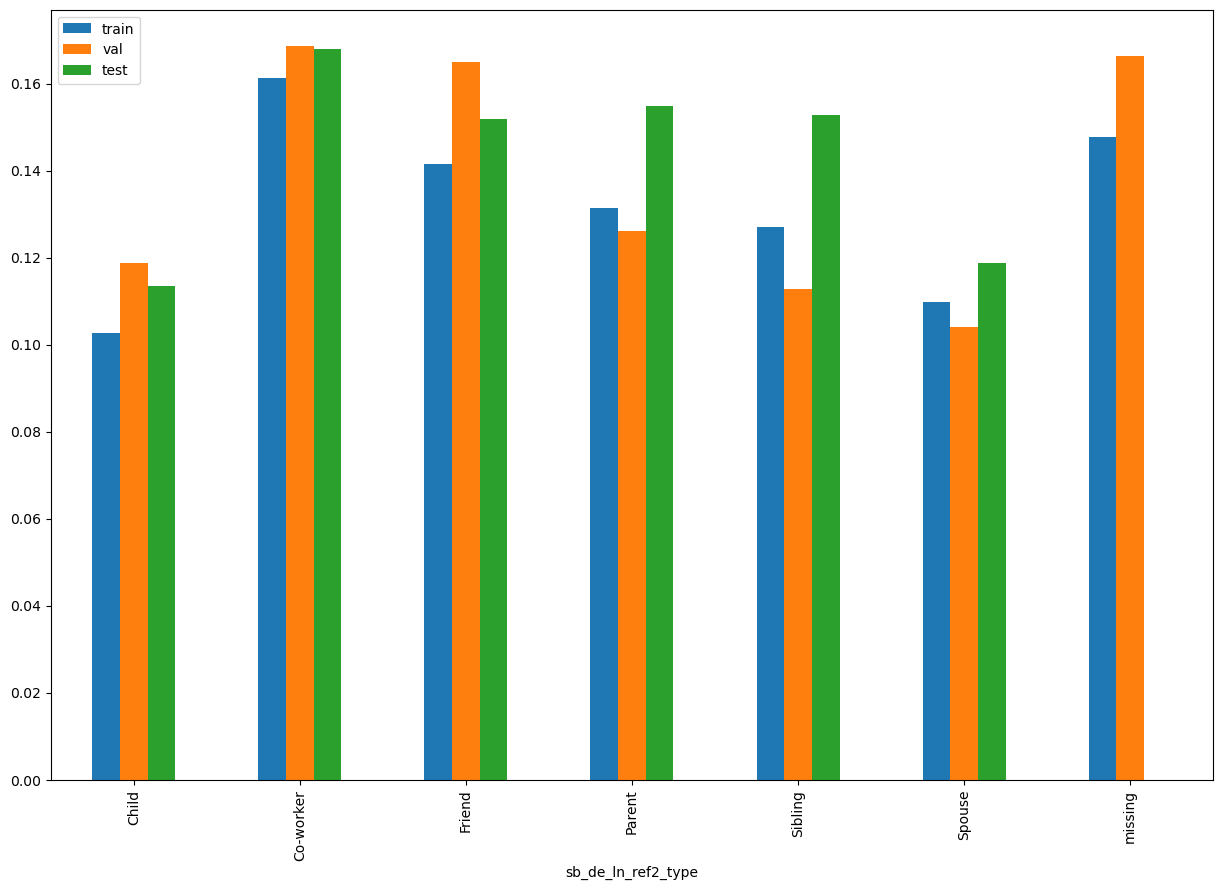 train
val
test
0.16
0.14
0.12
0.10
0.08
0.06
0.04
0.02
0.00
Child
Co-worker
Friend
Parent
Sibling
Spouse
missing
sb_de_ln_ref2_type